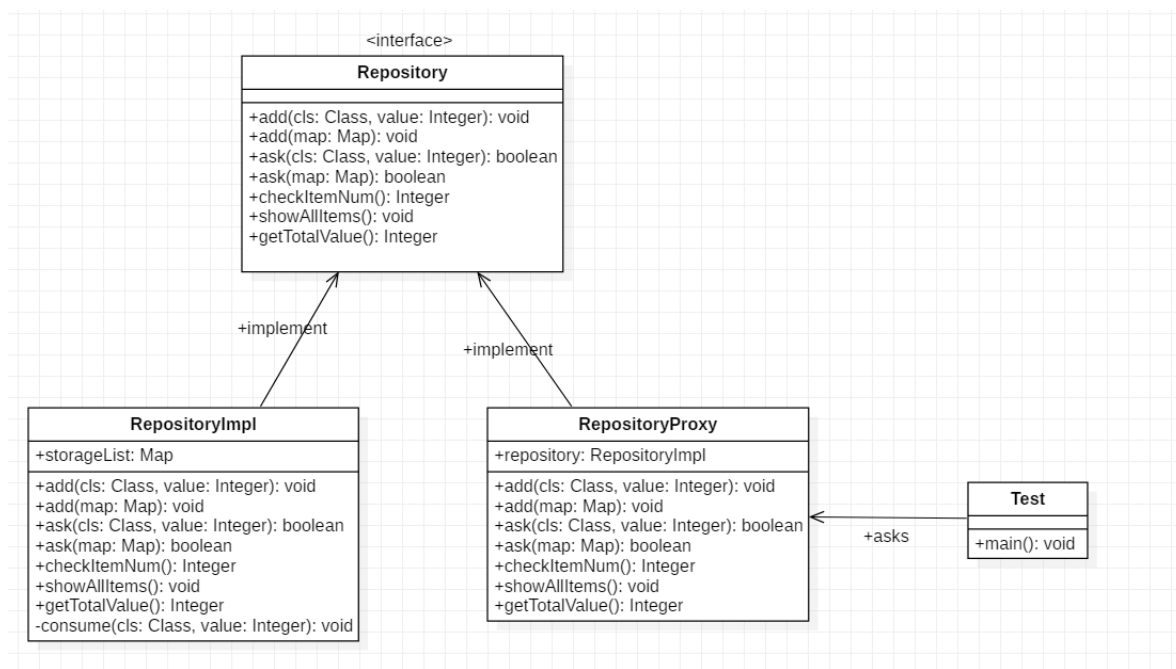 <interface>
Repository
+add(cls: Class, value: Integer): void
+add(map: Map): void
+ask(cls: Class, value: Integer): boolean
+ask(map: Map): boolean
+checkItemNum(): Integer
+showAllItems(): void
+getTotalValue(): Integer
+implement
+implement
RepositoryImpl
+storageList: Map
+add(cls: Class, value: Integer): void
+add(map: Map): void
+ask(cls: Class, value: Integer): boolean
+ask(map: Map): boolean
+checkItemNum(): Integer
+showAllItems(): void
+getTotalValue(): Integer
-consume(cls: Class, value: Integer): void
RepositoryProxy
+repository: RepositoryImpl
+add(cls: Class, value: Integer): void
+add(map: Map): void
+ask(cls: Class, value: Integer): boolean
+ask(map: Map): boolean
+checkItemNum(): Integer
+showAllItems(): void
+getTotalValue(): Integer
+asks
Test
+main(): void